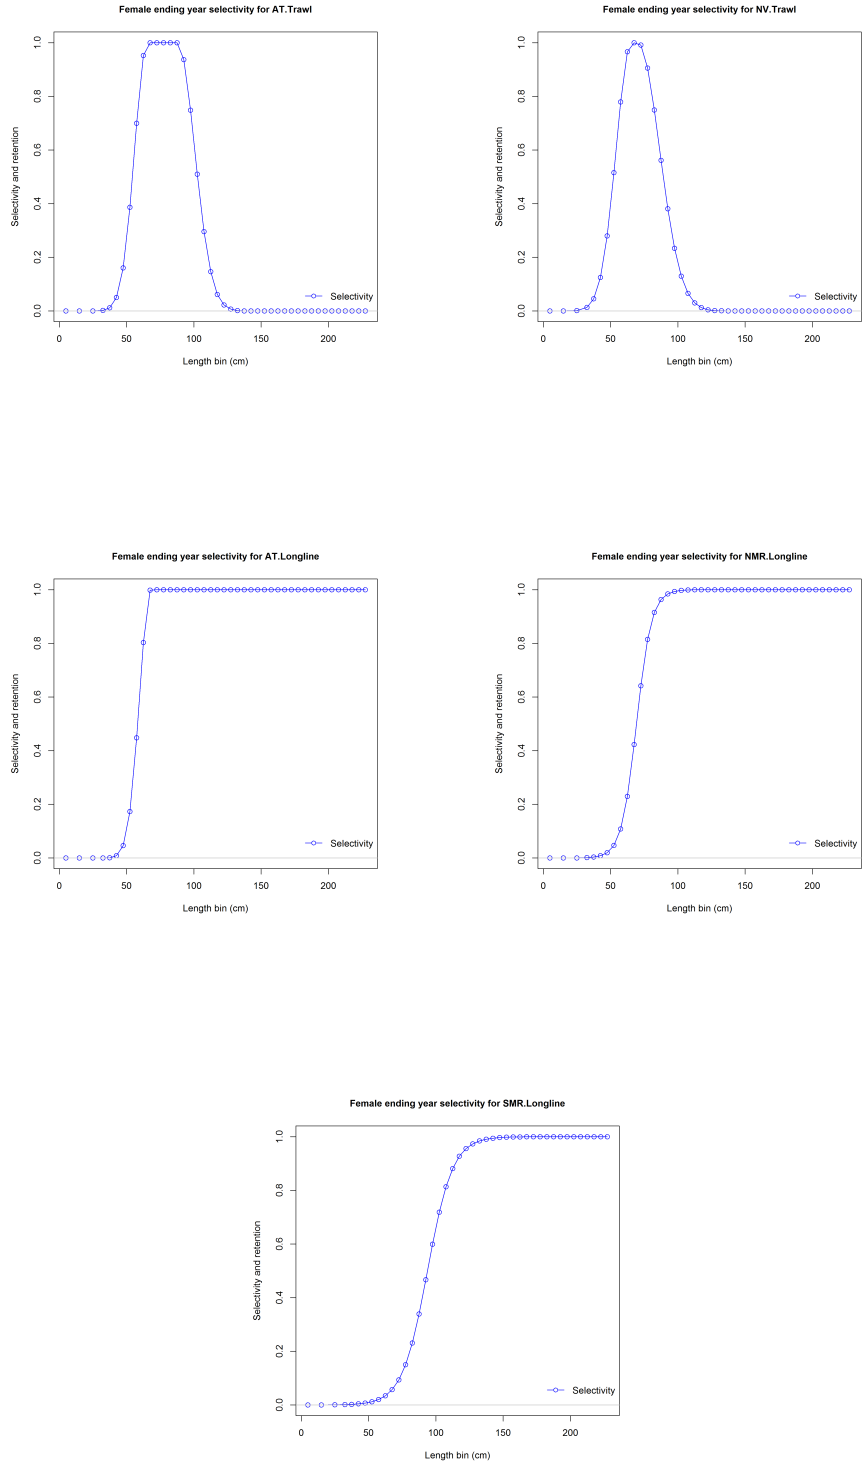 Female ending year selectivity for AT.Trawl
Selectivity and retention
1.0
0.8
0.6
0.4
0.2
0.0
Selectivity
0 50 100 150 200
Length bin (cm)
Female ending year selectivity for NV.Trawl
Selectivity and retention
1.0
0.8
0.6
0.4
0.2
0.0
Selectivity
0 50 100 150 200
Length bin (cm)
Female ending year selectivity for AT.Longline
Selectivity and retention
1.0
0.8
0.6
0.4
0.2
0.0
Selectivity
0 50 100 150 200
Length bin (cm)
Female ending year selectivity for NMR.Longline
Selectivity and retention
1.0
0.8
0.6
0.4
0.2
0.0
Selectivity
0 50 100 150 200
Length bin (cm)
Female ending year selectivity for SMR.Longline
Selectivity and retention
1.0
0.8
0.6
0.4
0.2
0.0
Selectivity
0 50 100 150 200
Length bin (cm)